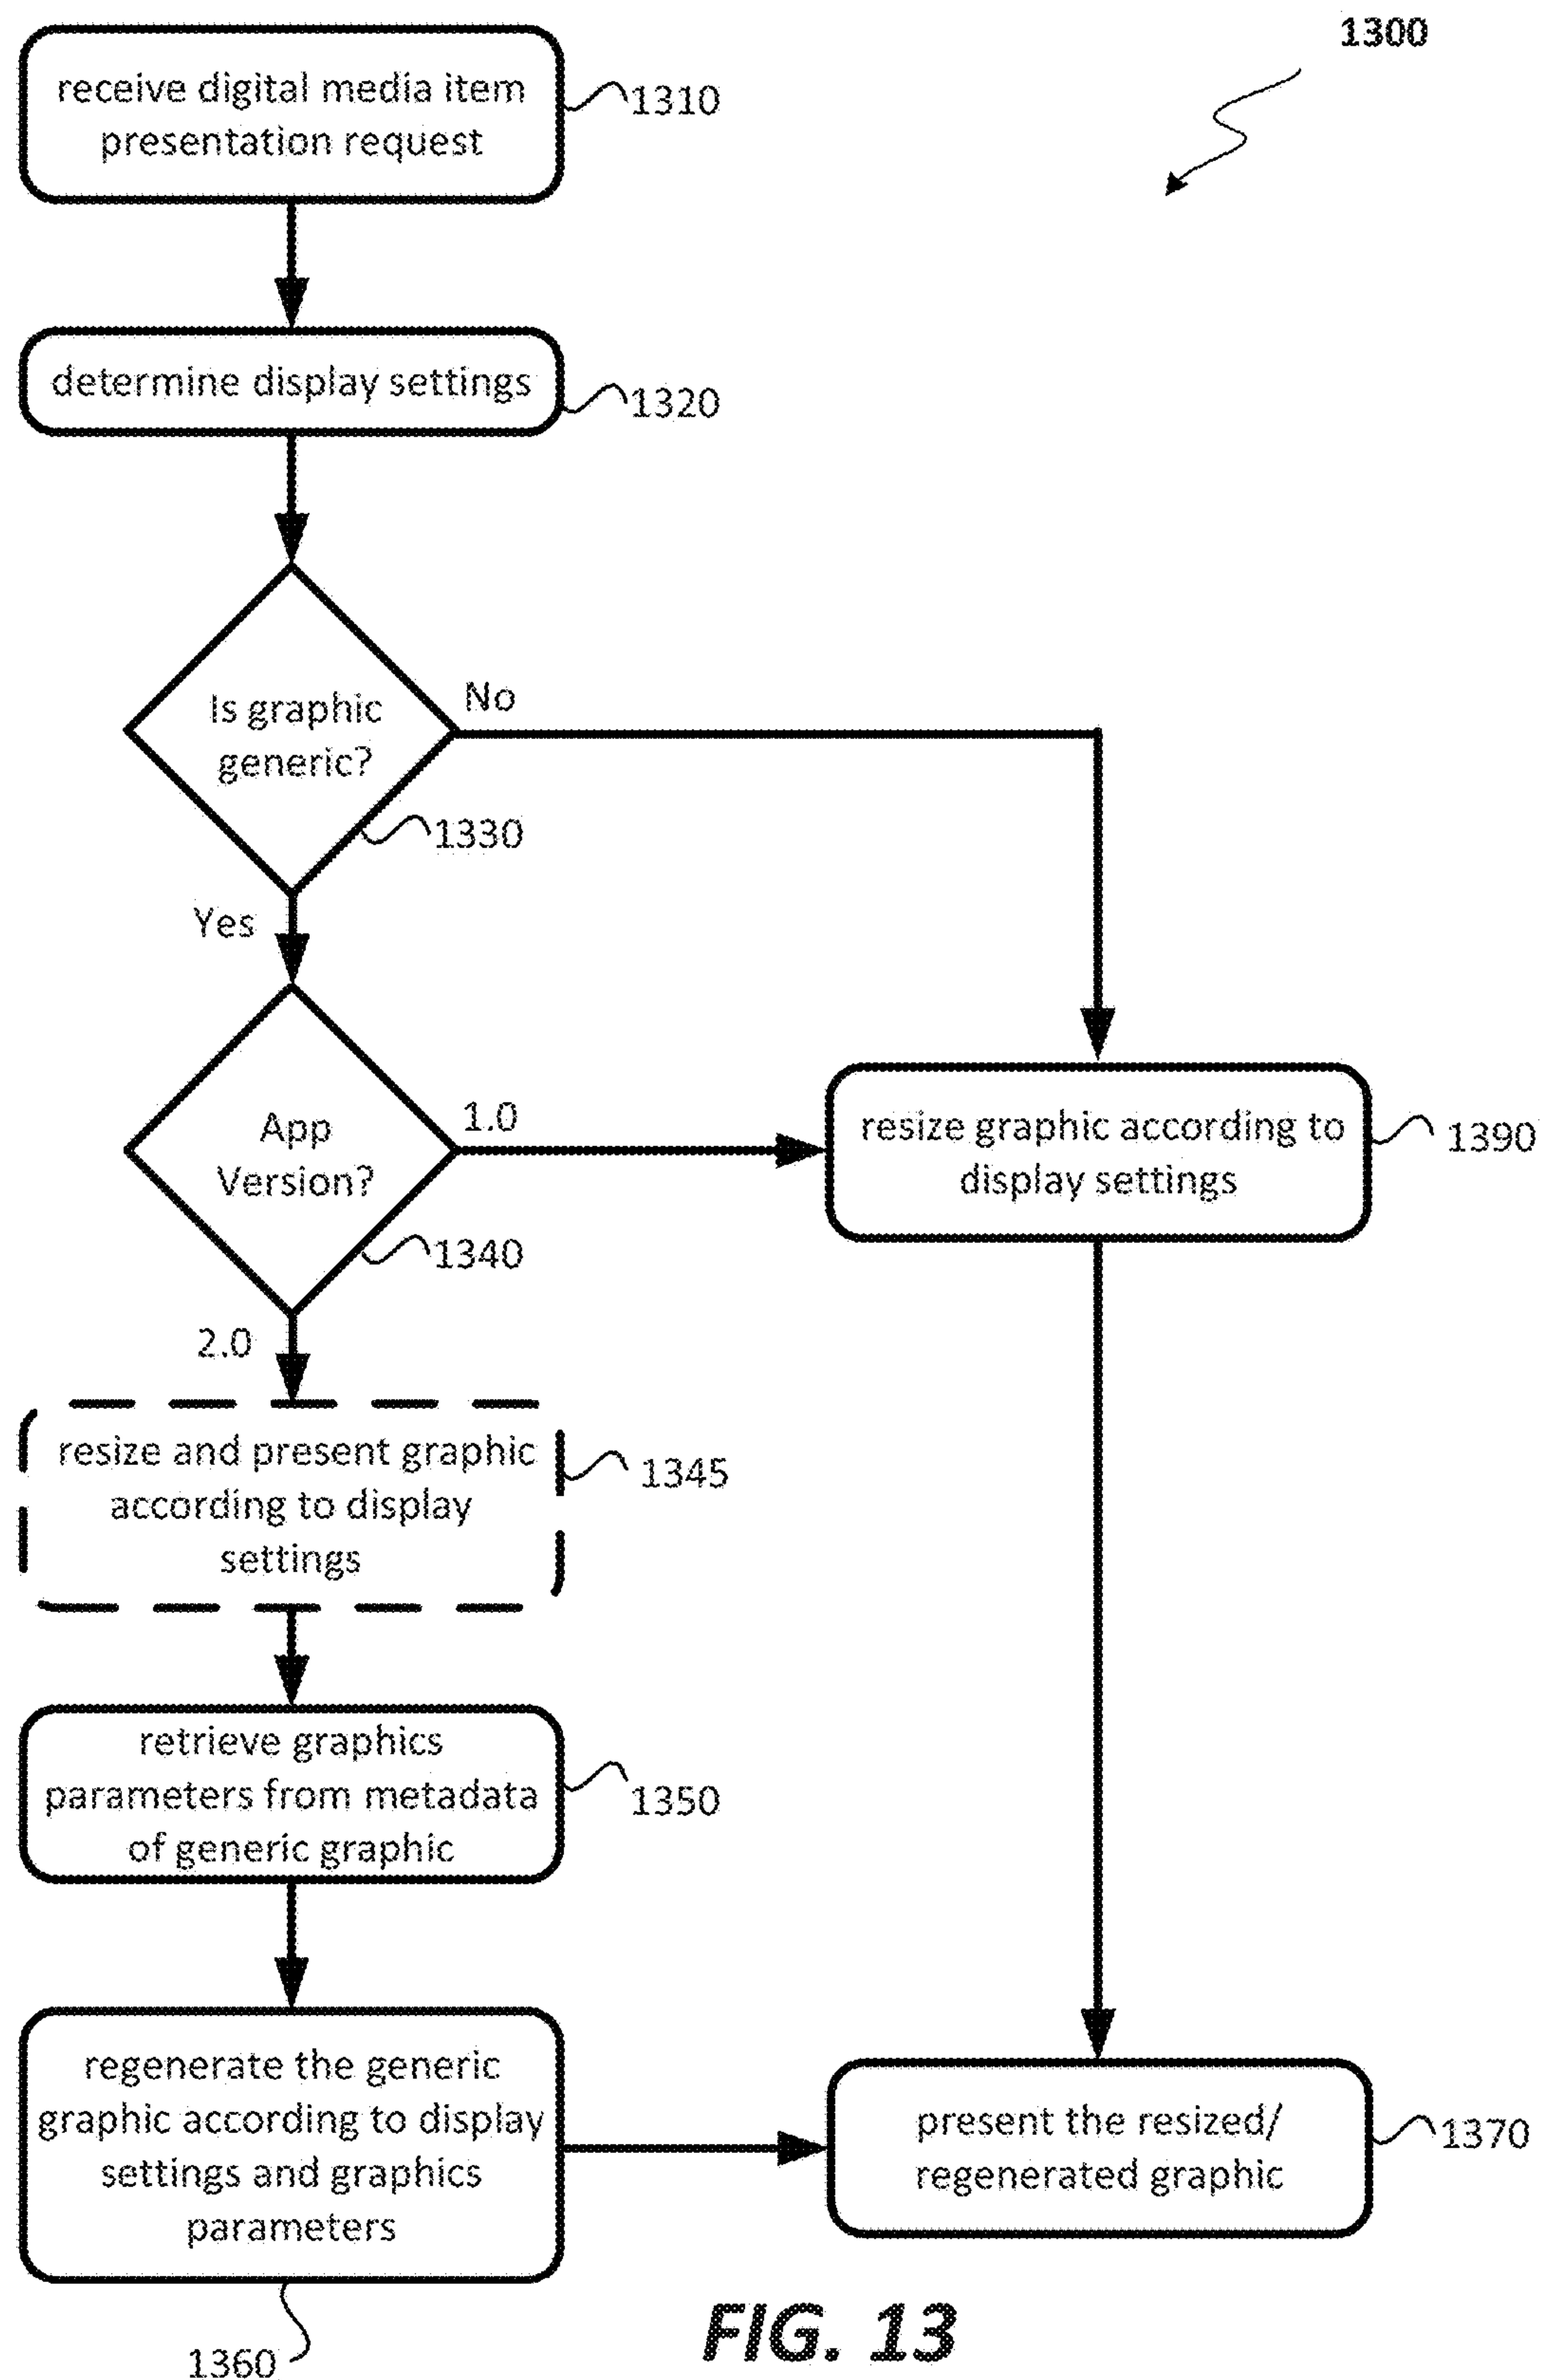 1300
receive digital media item
presentation request
1310
determine display settings
1320
Is graphic
generic?
No
1330
Yes
App
Version?
1.0
1340
2.0
resize graphic according to
display settings
1390
resize and present graphic
according to display
settings
1345
retrieve graphics
parameters from metadata
of generic graphic
1350
regenerate the generic
graphic according to display
settings and graphics
parameters
1360
present the resized/
regenerated graphic
1370
FIG. 13